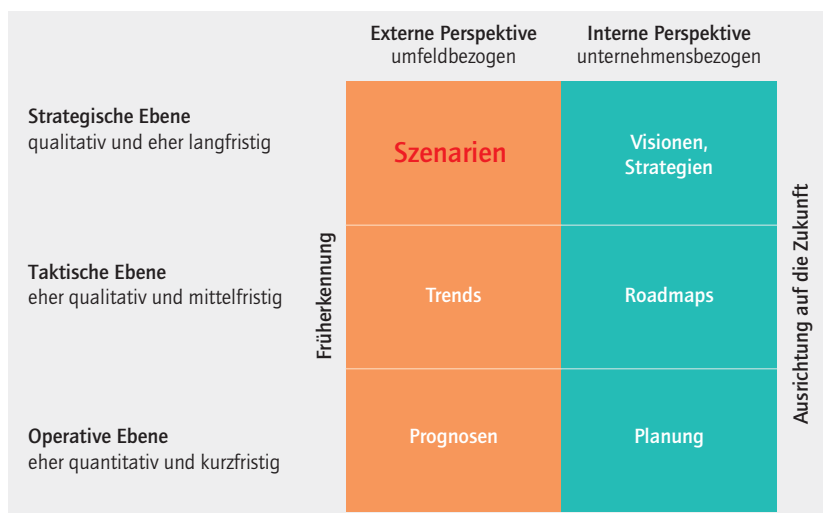 Externe Perspektive
umfeldbezogen
Interne Perspektive
unternehmensbezogen
Strategische Ebene
qualitativ und eher langfristig
Szenarien
Visionen,
Strategien
Früherkennung
Taktische Ebene
eher qualitativ und mittelfristig
Trends
Roadmaps
Ausrichtung auf die Zukunft
Operative Ebene
eher quantitativ und kurzfristig
Prognosen
Planung